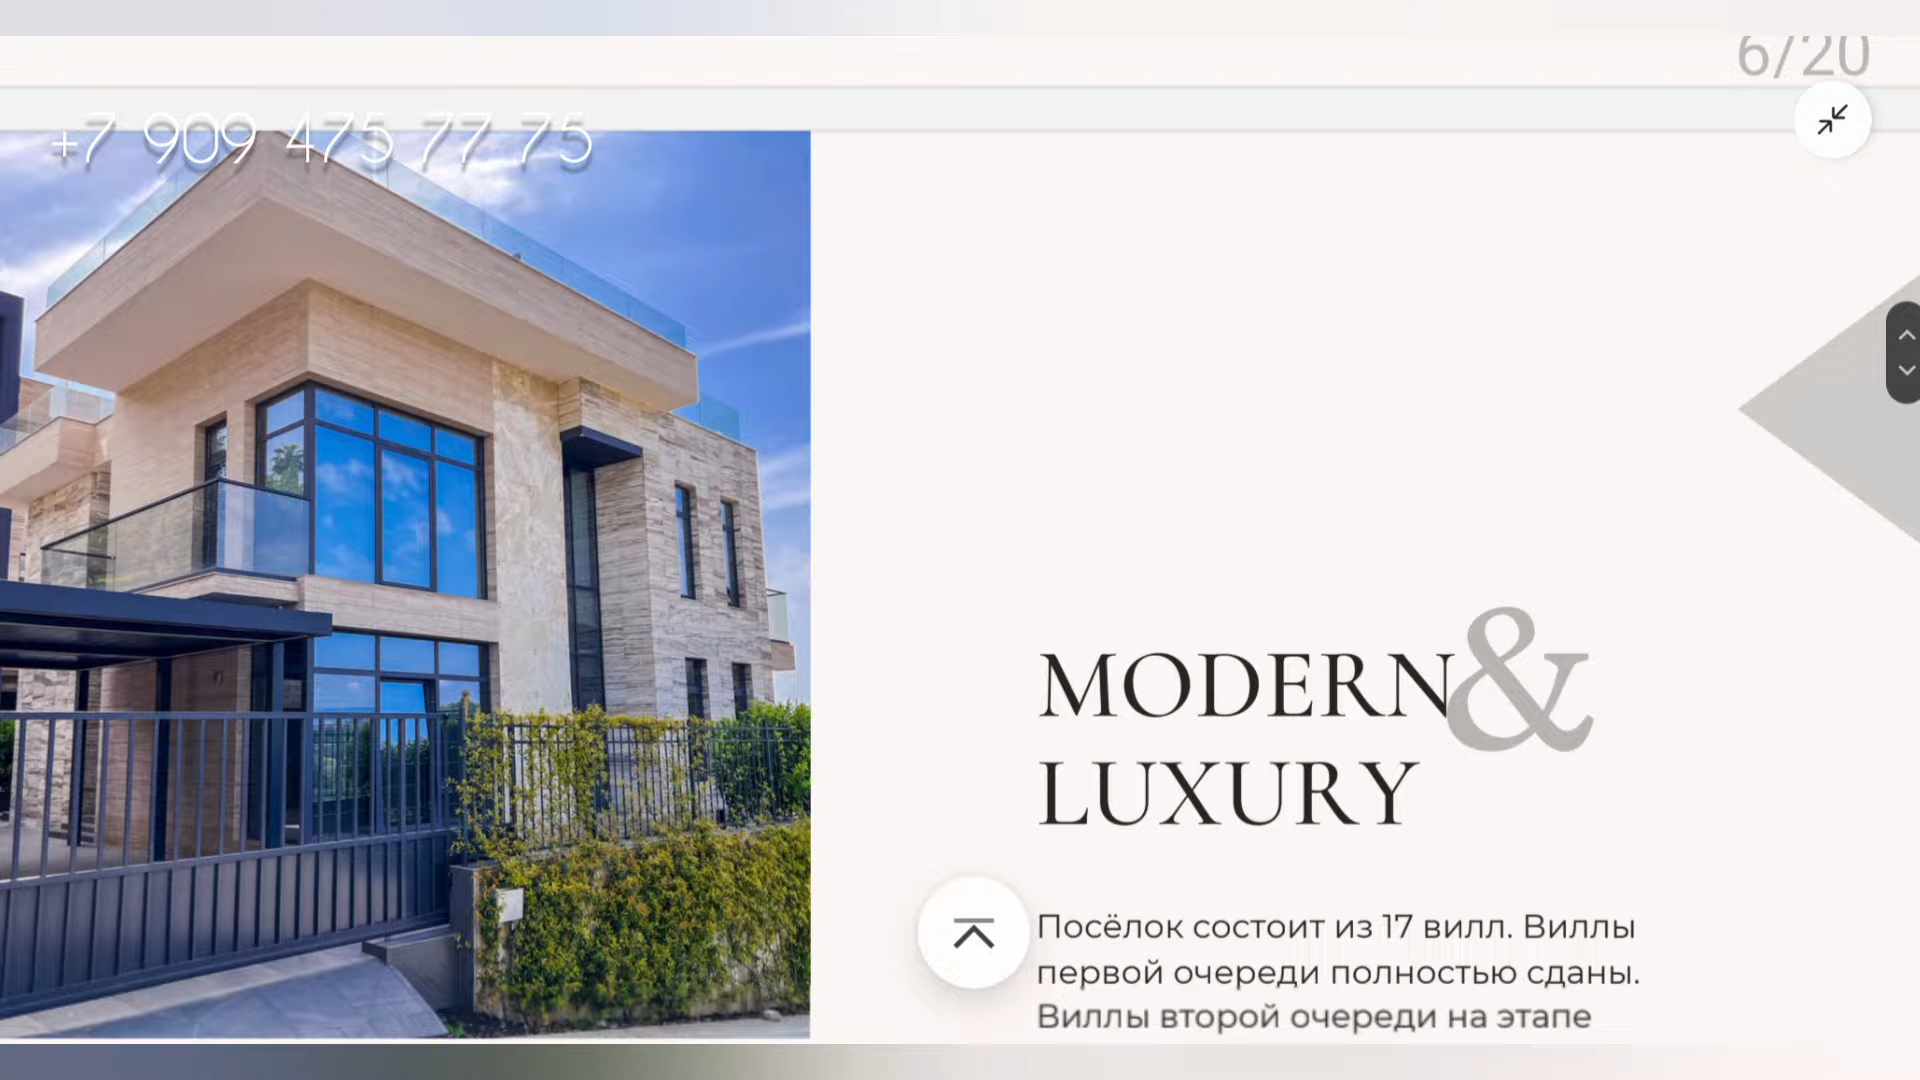 6/20
+7 909 475 77 75
MODERN &
LUXURY
Посёлок состоит из 17 вилл. Виллы
первой очереди полностью сданы.
Виллы второй очереди на этапе